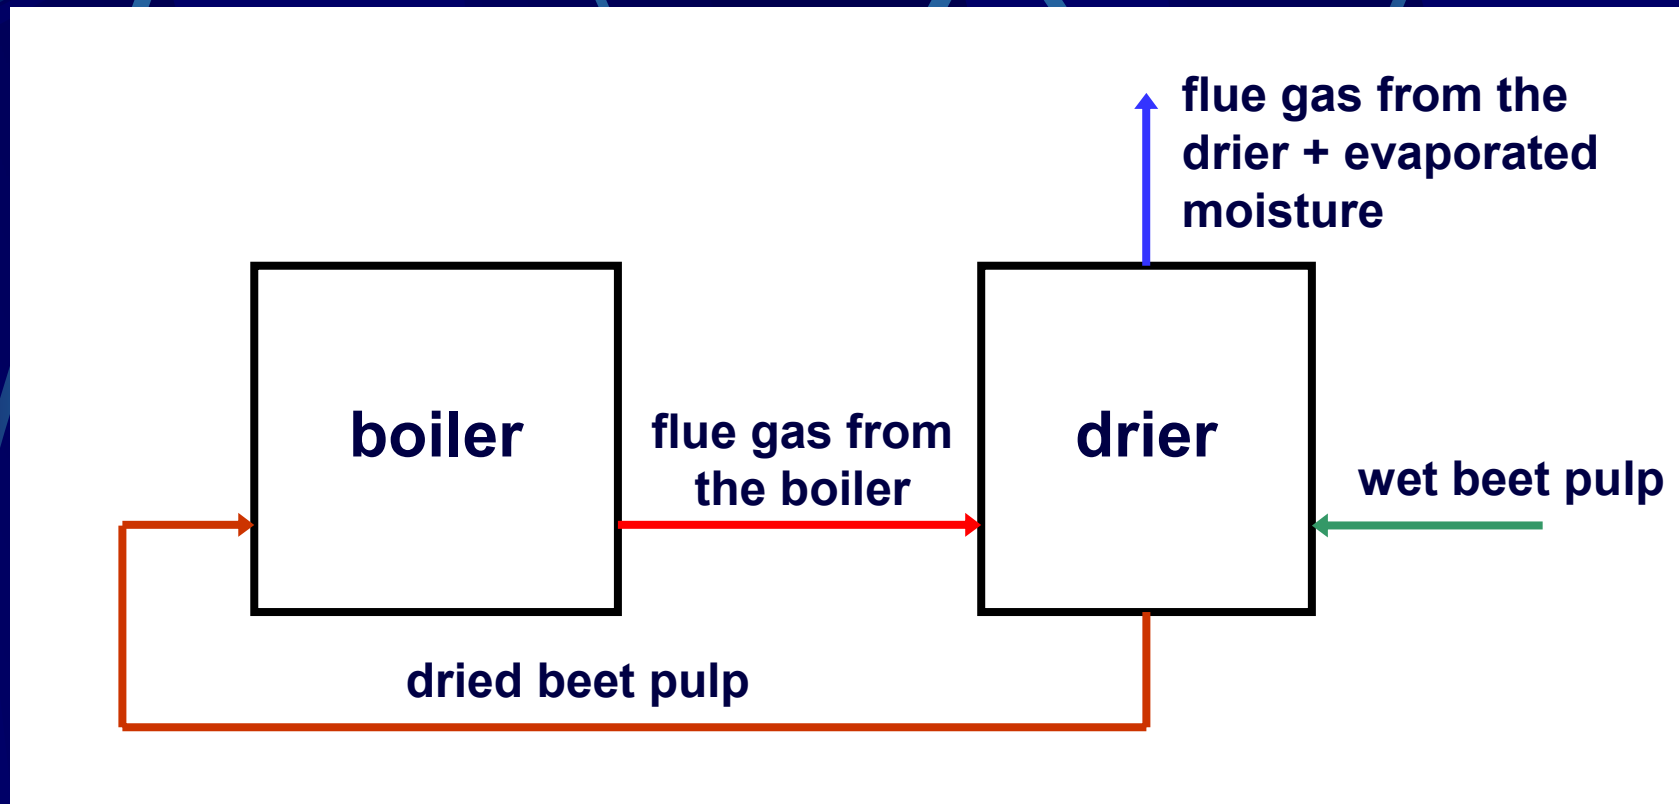 flue gas from the
drier + evaporated
moisture
boiler
flue gas from
the boiler
drier
wet beet pulp
dried beet pulp